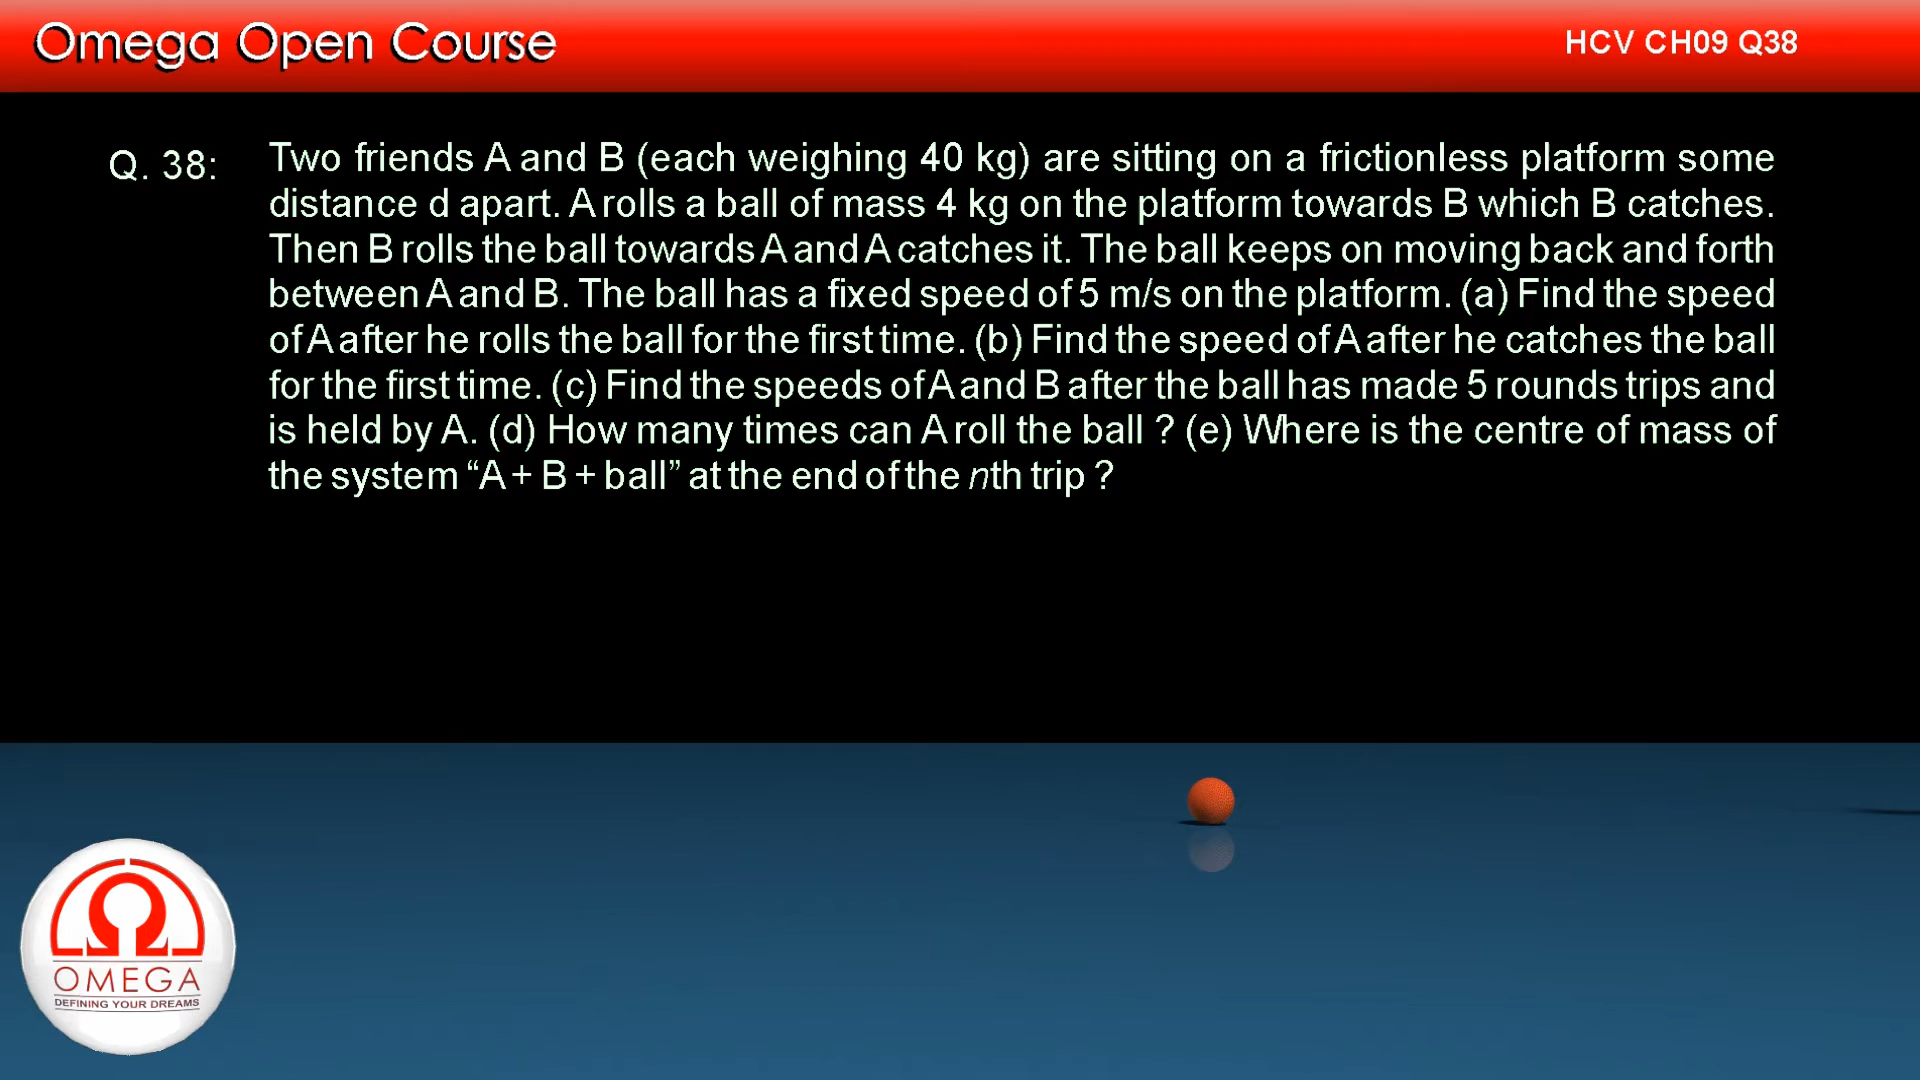 Omega Open Course
HCV CH09 Q38
Q. 38:
Two friends A and B (each weighing 40 kg) are sitting on a frictionless platform some
distance d apart. A rolls a ball of mass 4 kg on the platform towards B which B catches.
Then B rolls the ball towards A and A catches it. The ball keeps on moving back and forth
between A and B. The ball has a fixed speed of 5 m/s on the platform. (a) Find the speed
of A after he rolls the ball for the first time. (b) Find the speed of A after he catches the ball
for the first time. (c) Find the speeds of A and B after the ball has made 5 rounds trips and
is held by A. (d) How many times can A roll the ball ? (e) Where is the centre of mass of
the system “A + B + ball” at the end of the nth trip ?
OMEGA
DEFINING YOUR DREAMS